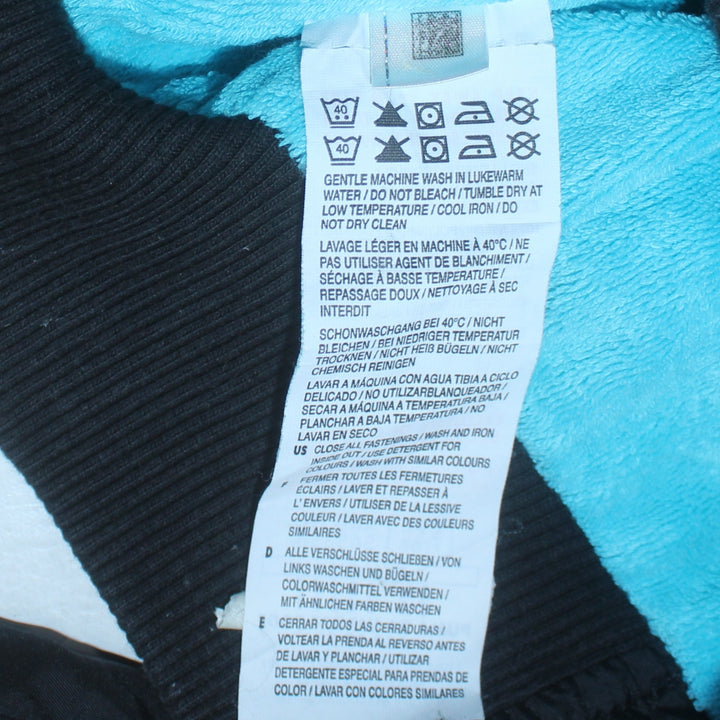 40
40
GENTLE MACHINE WASH IN LUKEWARM
WATER / DO NOT BLEACH / TUMBLE DRY AT
LOW TEMPERATURE / COOL IRON / DO
NOT DRY CLEAN
LAVAGE LÉGER EN MACHINE À 40°C / NE
PAS UTILISER AGENT DE BLANCHIMENT /
SÉCHAGE À BASSE TEMPERATURE /
REPASSAGE DOUX / NETTOYAGE À SEC
INTERDIT
SCHONWASCHGANG BEI 40°C / NICHT
BLEICHEN / BEI NIEDRIGER TEMPERATUR
TROCKNEN / NICHT HEIß BÜGELN / NICHT
CHEMISCH REINIGEN
LAVAR A MÁQUINA CON AGUA TIBIA A CICLO
DELICADO / NO UTILIZARBLANQUEADOR /
SECAR A MÁQUINA A TEMPERATURA BAJA /
PLANCHAR A BAJA TEMPERATURA / NO
LAVAR EN SECO
US CLOSE ALL FASTENINGS / WASH AND IRON
INSIDE OUT / USE DETERGENT FOR
COLOURS / WASH WITH SIMILAR COLOURS
F FERMER TOUTES LES FERMETURES
ÉCLAIRS / LAVER ET REPASSER À
L' ENVERS / UTILISER DE LA LESSIVE
COULEUR / LAVER AVEC DES COULEURS
SIMILAIRES
D ALLE VERSCHLÜSSE SCHLIEßEN / VON
LINKS WASCHEN UND BÜGELN /
COLORWASCHMITTEL VERWENDEN /
MIT ÄHNLICHEN FARBEN WASCHEN
E CERRAR TODOS LAS CERRADURAS /
VOLTEAR LA PRENDA AL REVERSO ANTES
DE LAVAR Y PLANCHAR / UTILIZAR
DETERGENTE ESPECIAL PARA PRENDAS DE
COLOR / LAVAR CON COLORES SIMILARES